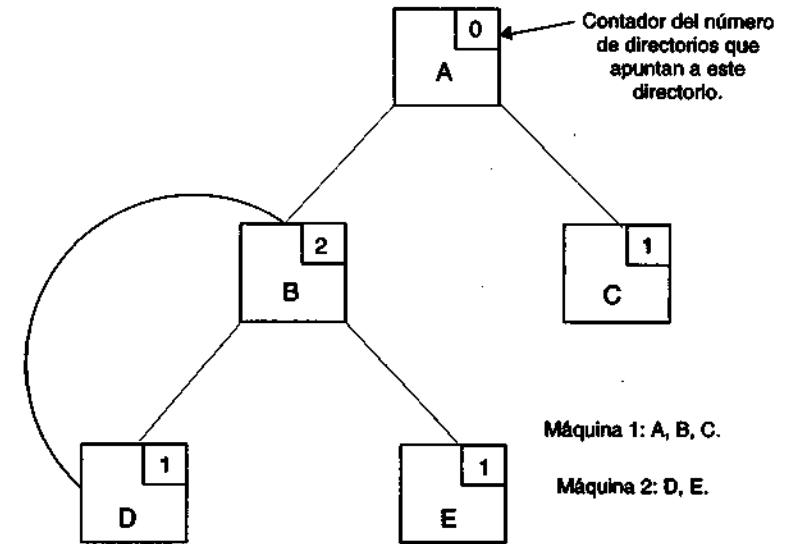 0
A
Contador del número
de directorios que
apuntan a este
directorio.
2
B
1
C
Máquina 1: A, B, C.
Máquina 2: D, E.
1
D
1
E